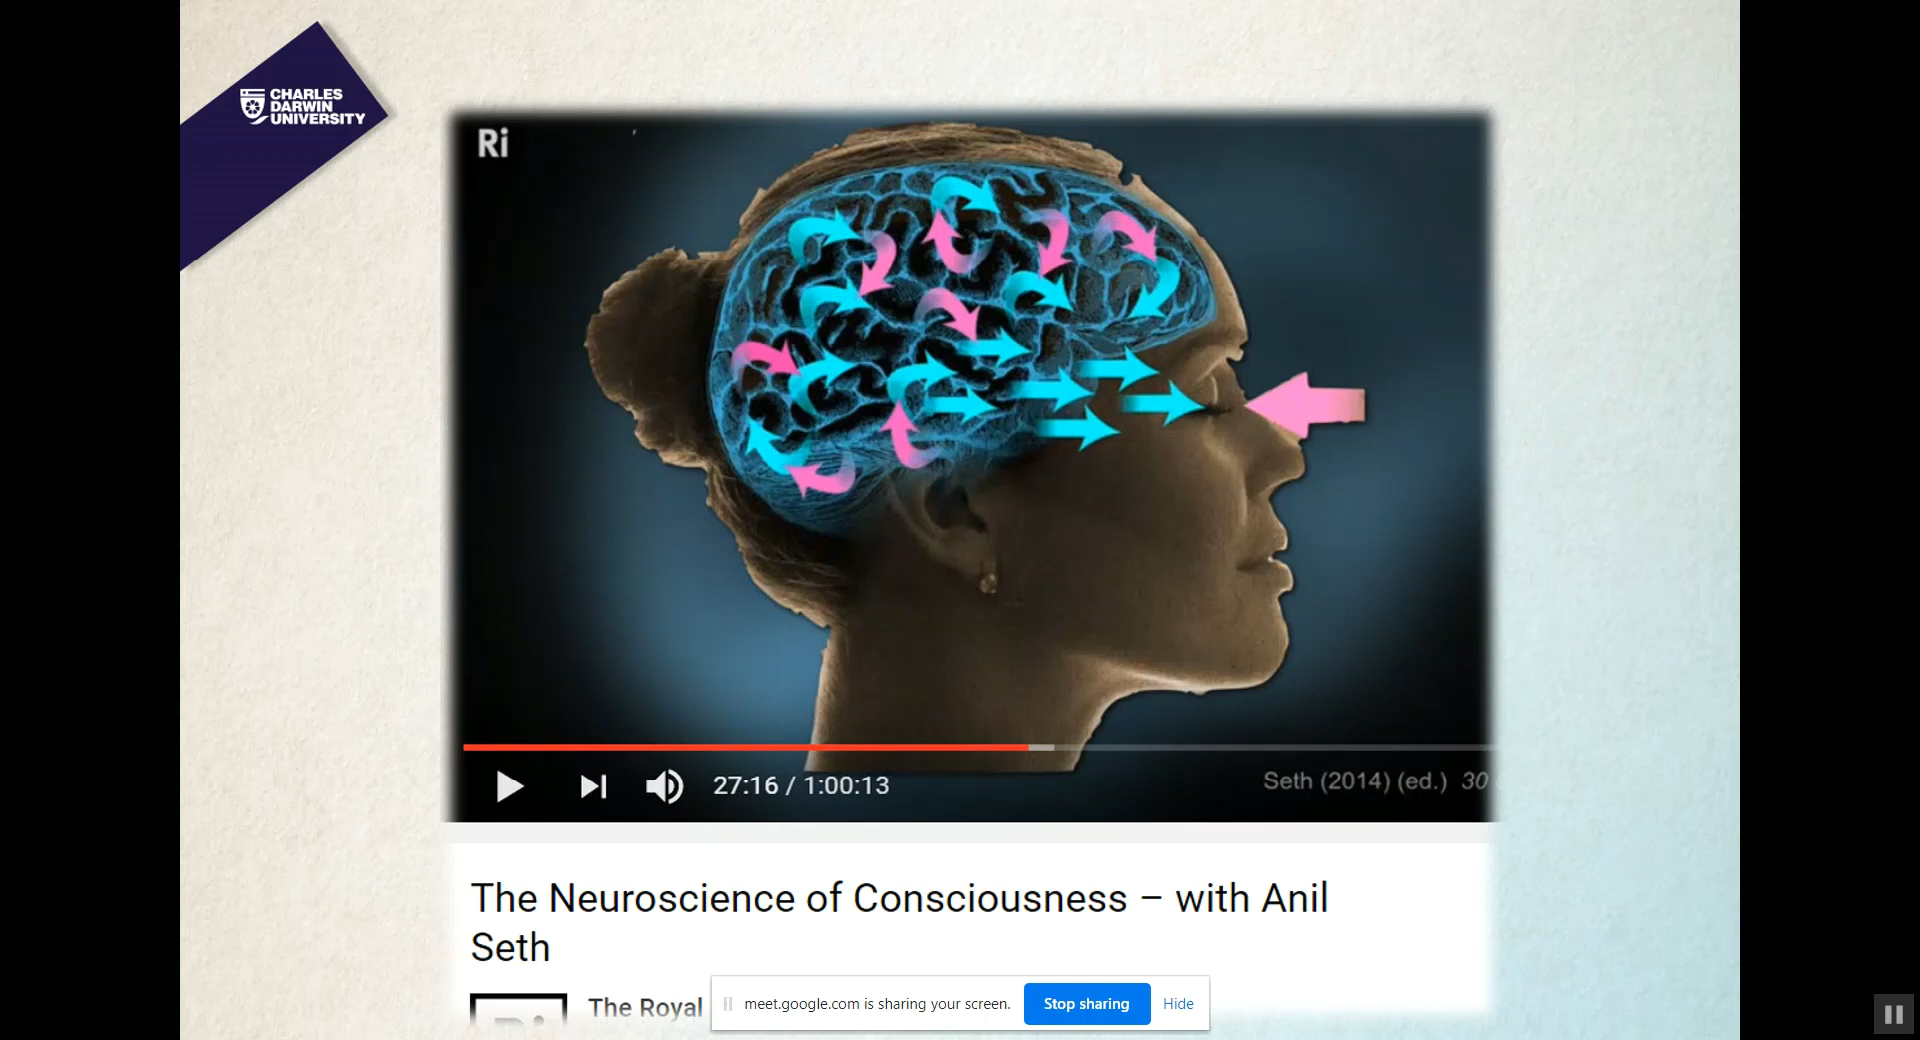 CHARLES
DARWIN
UNIVERSITY
Ri
27:16 / 1:00:13
Seth (2014) (ed.) 30
The Neuroscience of Consciousness – with Anil
Seth
The Royal
meet.google.com is sharing your screen.
Stop sharing
Hide